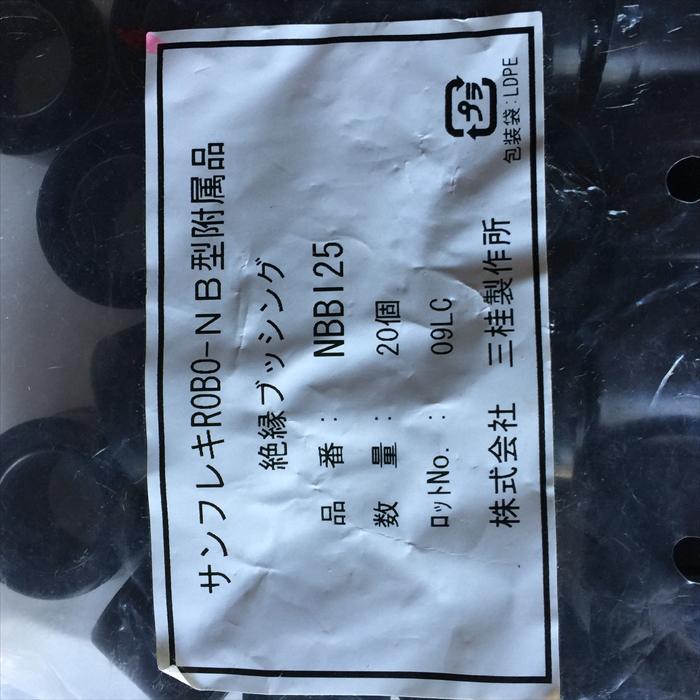 サンフレキROBO-NB型附属品
絶縁ブッシング
品 番： NBB125
数 量： 20個
ロットNo.： 09LC
株式会社 三桂製作所
プラ
包装袋：LDPE